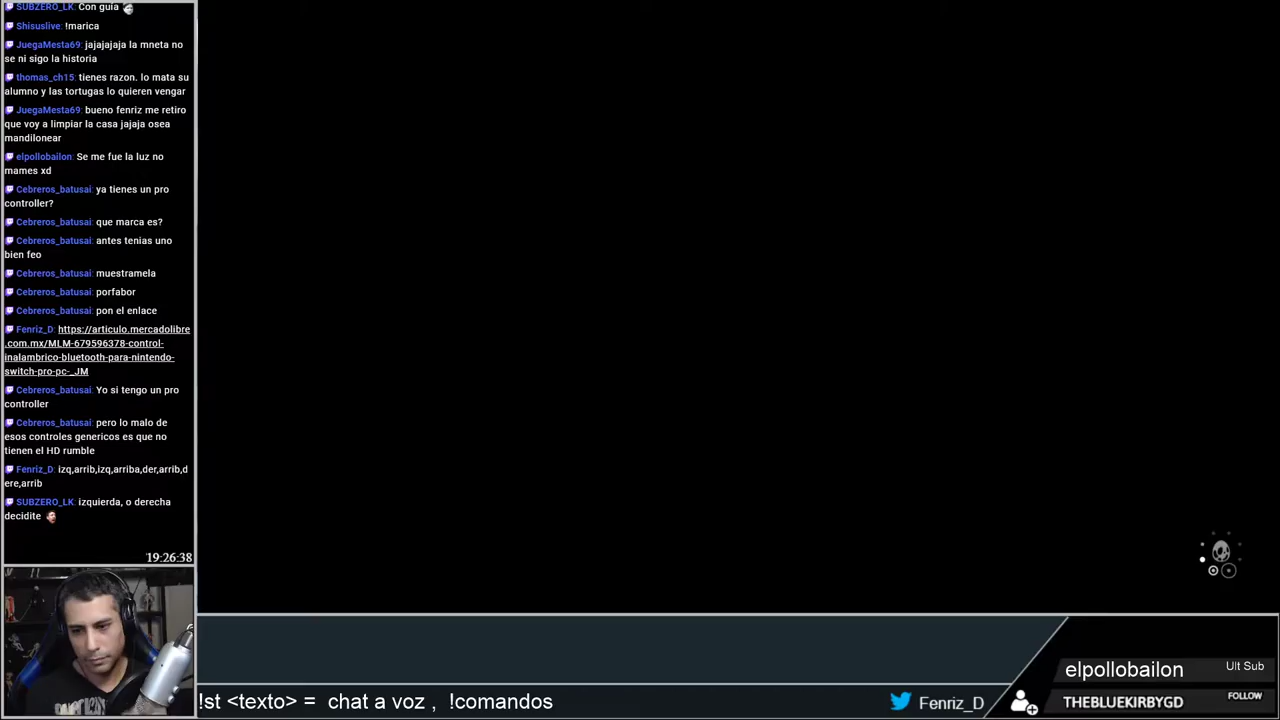 SUBZERO_LK: Con guia
Shisuslive: !marica
JuegaMesta69: jajajajaja la mneta no
se ni sigo la historia
thomas_ch15: tienes razon. lo mata su
alumno y las tortugas lo quieren vengar
JuegaMesta69: bueno fenriz me retiro
que voy a limpiar la casa jajaja osea
mandilonear
elpollobailon: Se me fue la luz no
mames xd
Cebreros_batusai: ya tienes un pro
controller?
Cebreros_batusai: que marca es?
Cebreros_batusai: antes tenias uno
bien feo
Cebreros_batusai: muestramela
Cebreros_batusai: porfabor
Cebreros_batusai: pon el enlace
Fenriz_D: https://articulo.mercadolibre
.com.mx/MLM-679596378-control-
inalambrico-bluetooth-para-nintendo-
switch-pro-pc-_JM
Cebreros_batusai: Yo si tengo un pro
controller
Cebreros_batusai: pero lo malo de
esos controles genericos es que no
tienen el HD rumble
Fenriz_D: izq,arrib,izq,arriba,der,arrib,d
ere,arrib
SUBZERO_LK: izquierda, o derecha
decidite
19:26:38
elpollobailon Ult Sub
!st <texto> = chat a voz , !comandos
Fenriz_D
THEBLUEKIRBYGD FOLLOW